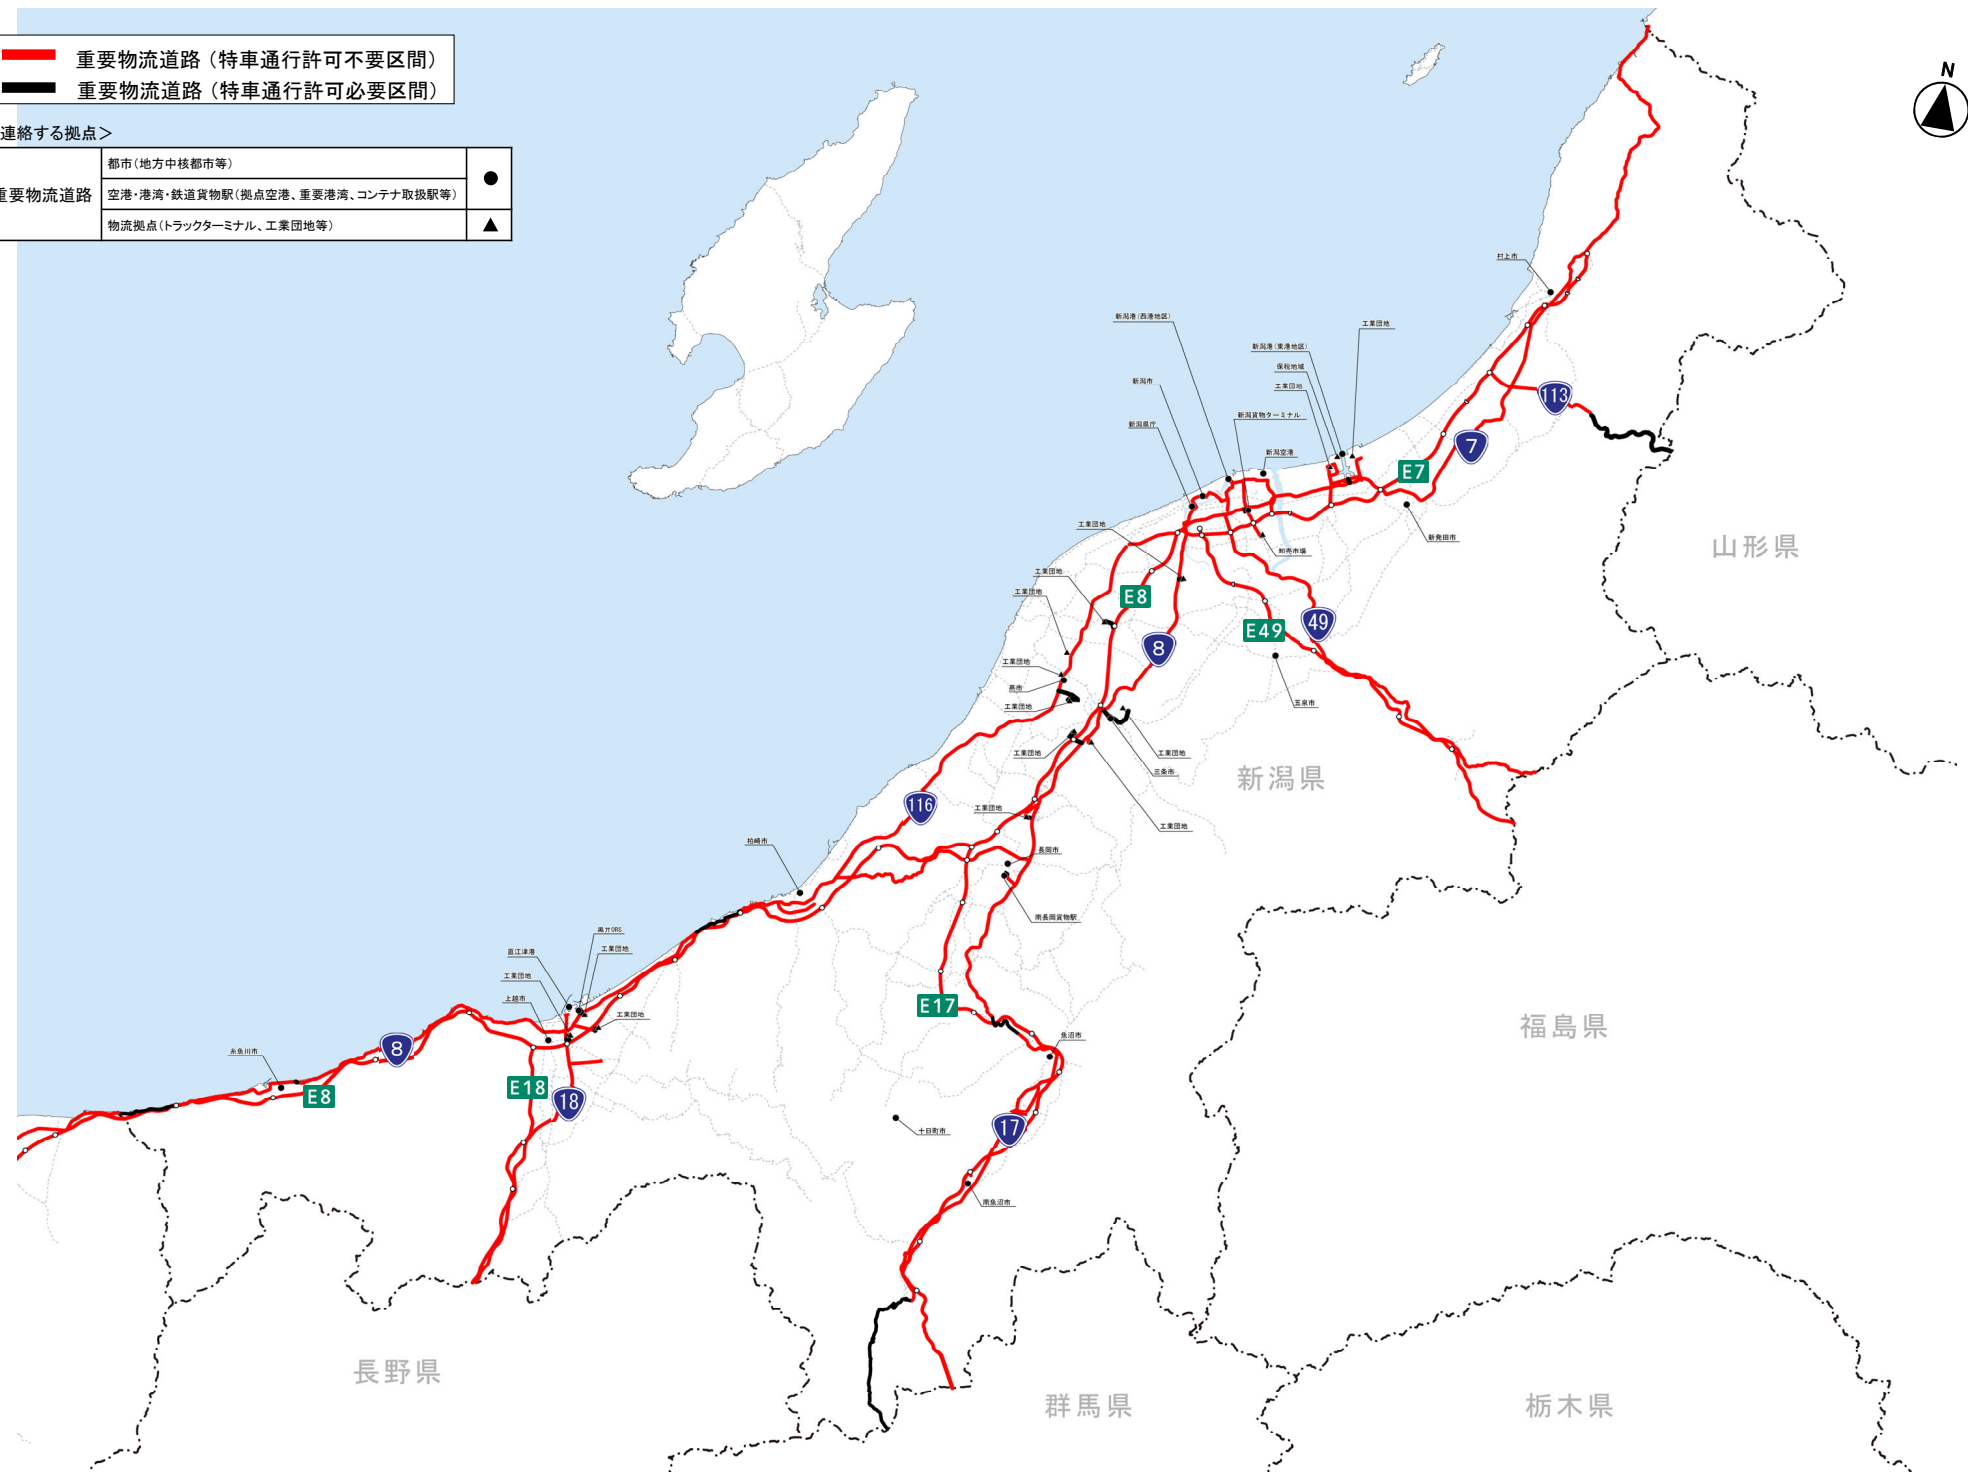 重要物流道路（特車通行許可不要区間）
重要物流道路（特車通行許可必要区間）
連絡する拠点＞
重要物流道路
都市（地方中核都市等）
●
空港・港湾・鉄道貨物駅（拠点空港、重要港湾、コンテナ取扱駅等）
物流拠点（トラックターミナル、工業団地等）
▲
N
村上市
新潟港（西港地区）
工業団地
新潟港（東港地区）
保税地域
工業団地
新潟市
新潟貨物ターミナル
新潟県庁
新潟空港
113
7
E7
新発田市
卸売市場
工業団地
山形県
工業団地
工業団地
E8
49
E49
8
工業団地
燕市
工業団地
五泉市
工業団地
工業団地
三条市
新潟県
116
工業団地
工業団地
柏崎市
長岡市
南長岡貨物駅
黒井ORS
直江津港
工業団地
工業団地
上越市
工業団地
E17
魚沼市
福島県
8
糸魚川市
E8
E18
18
十日町市
17
南魚沼市
長野県
群馬県
栃木県